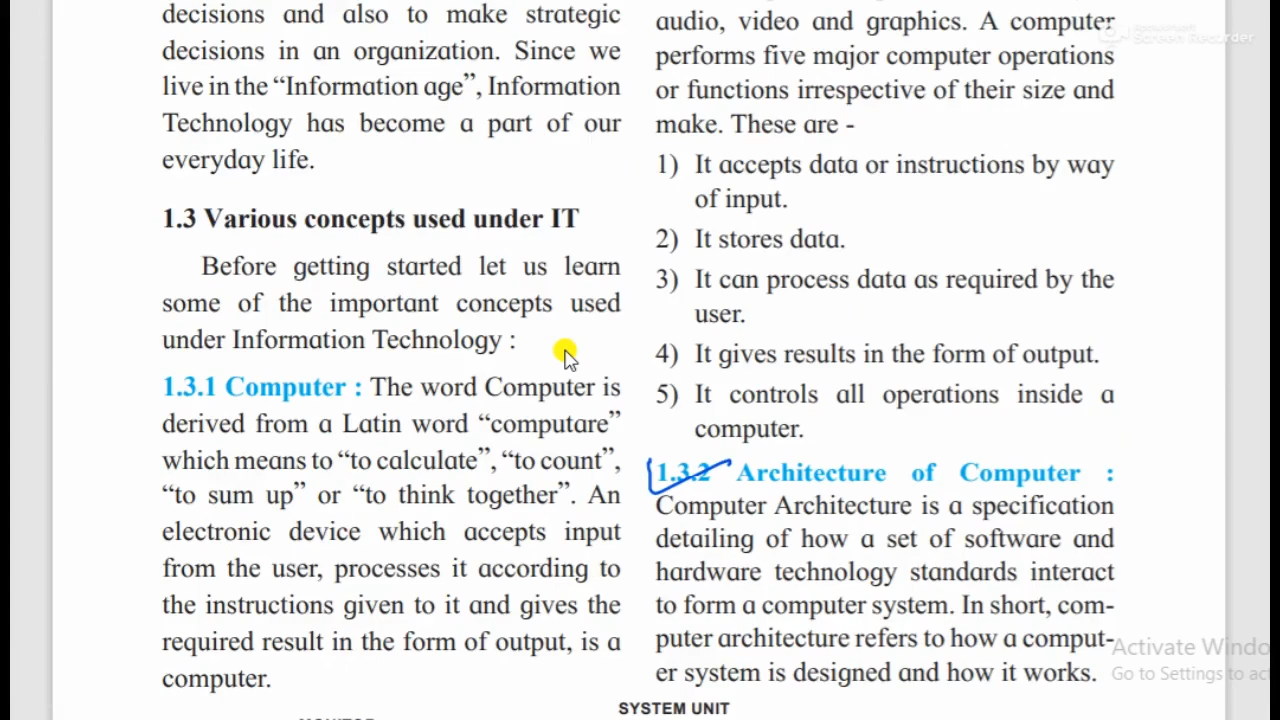 decisions and also to make strategic
decisions in an organization. Since we
live in the “Information age”, Information
Technology has become a part of our
everyday life.
1.3 Various concepts used under IT
Before getting started let us learn
some of the important concepts used
under Information Technology :
1.3.1 Computer : The word Computer is
derived from a Latin word “computare”
which means to “to calculate”, “to count”,
“to sum up” or “to think together”. An
electronic device which accepts input
from the user, processes it according to
the instructions given to it and gives the
required result in the form of output, is a
computer.
audio, video and graphics. A computer
performs five major computer operations
or functions irrespective of their size and
make. These are -
1) It accepts data or instructions by way
of input.
2) It stores data.
3) It can process data as required by the
user.
4) It gives results in the form of output.
5) It controls all operations inside a
computer.
1.3.2 Architecture of Computer :
Computer Architecture is a specification
detailing of how a set of software and
hardware technology standards interact
to form a computer system. In short, com-
puter architecture refers to how a comput-
er system is designed and how it works.
SYSTEM UNIT
Screen Recorder
Activate Windo
Go to Settings to act